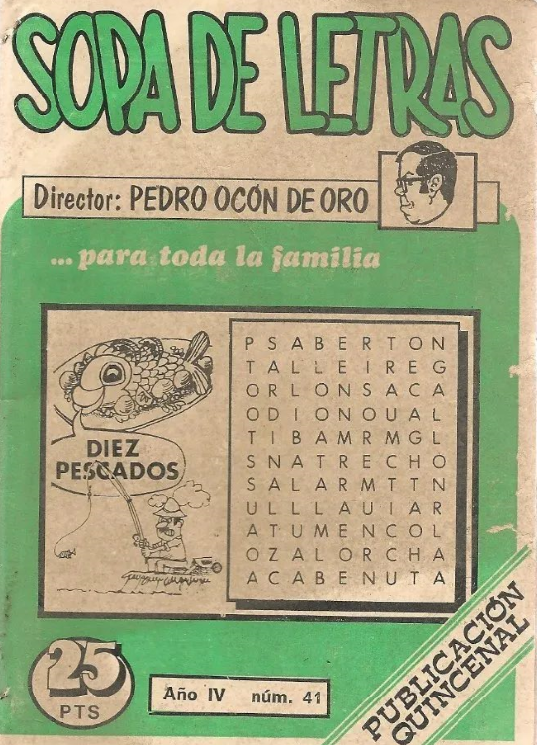 SOPA DE LETRAS
Director: PEDRO OCÓN DE ORO
... para toda la familia
DIEZ
PESCADOS
P S A B E R T O N
T A L L E I R E G
O R L O N S A C A
O D I O N O U A L
T I B A M R M G L
S N A T R E C H O
S A L A R M T T N
U L L L A U I A R
A T U M E N C O L
O Z A L O R C H A
A C A B E N U T A
25
PTS
Año IV núm. 41
PUBLICACIÓN
QUINCENAL